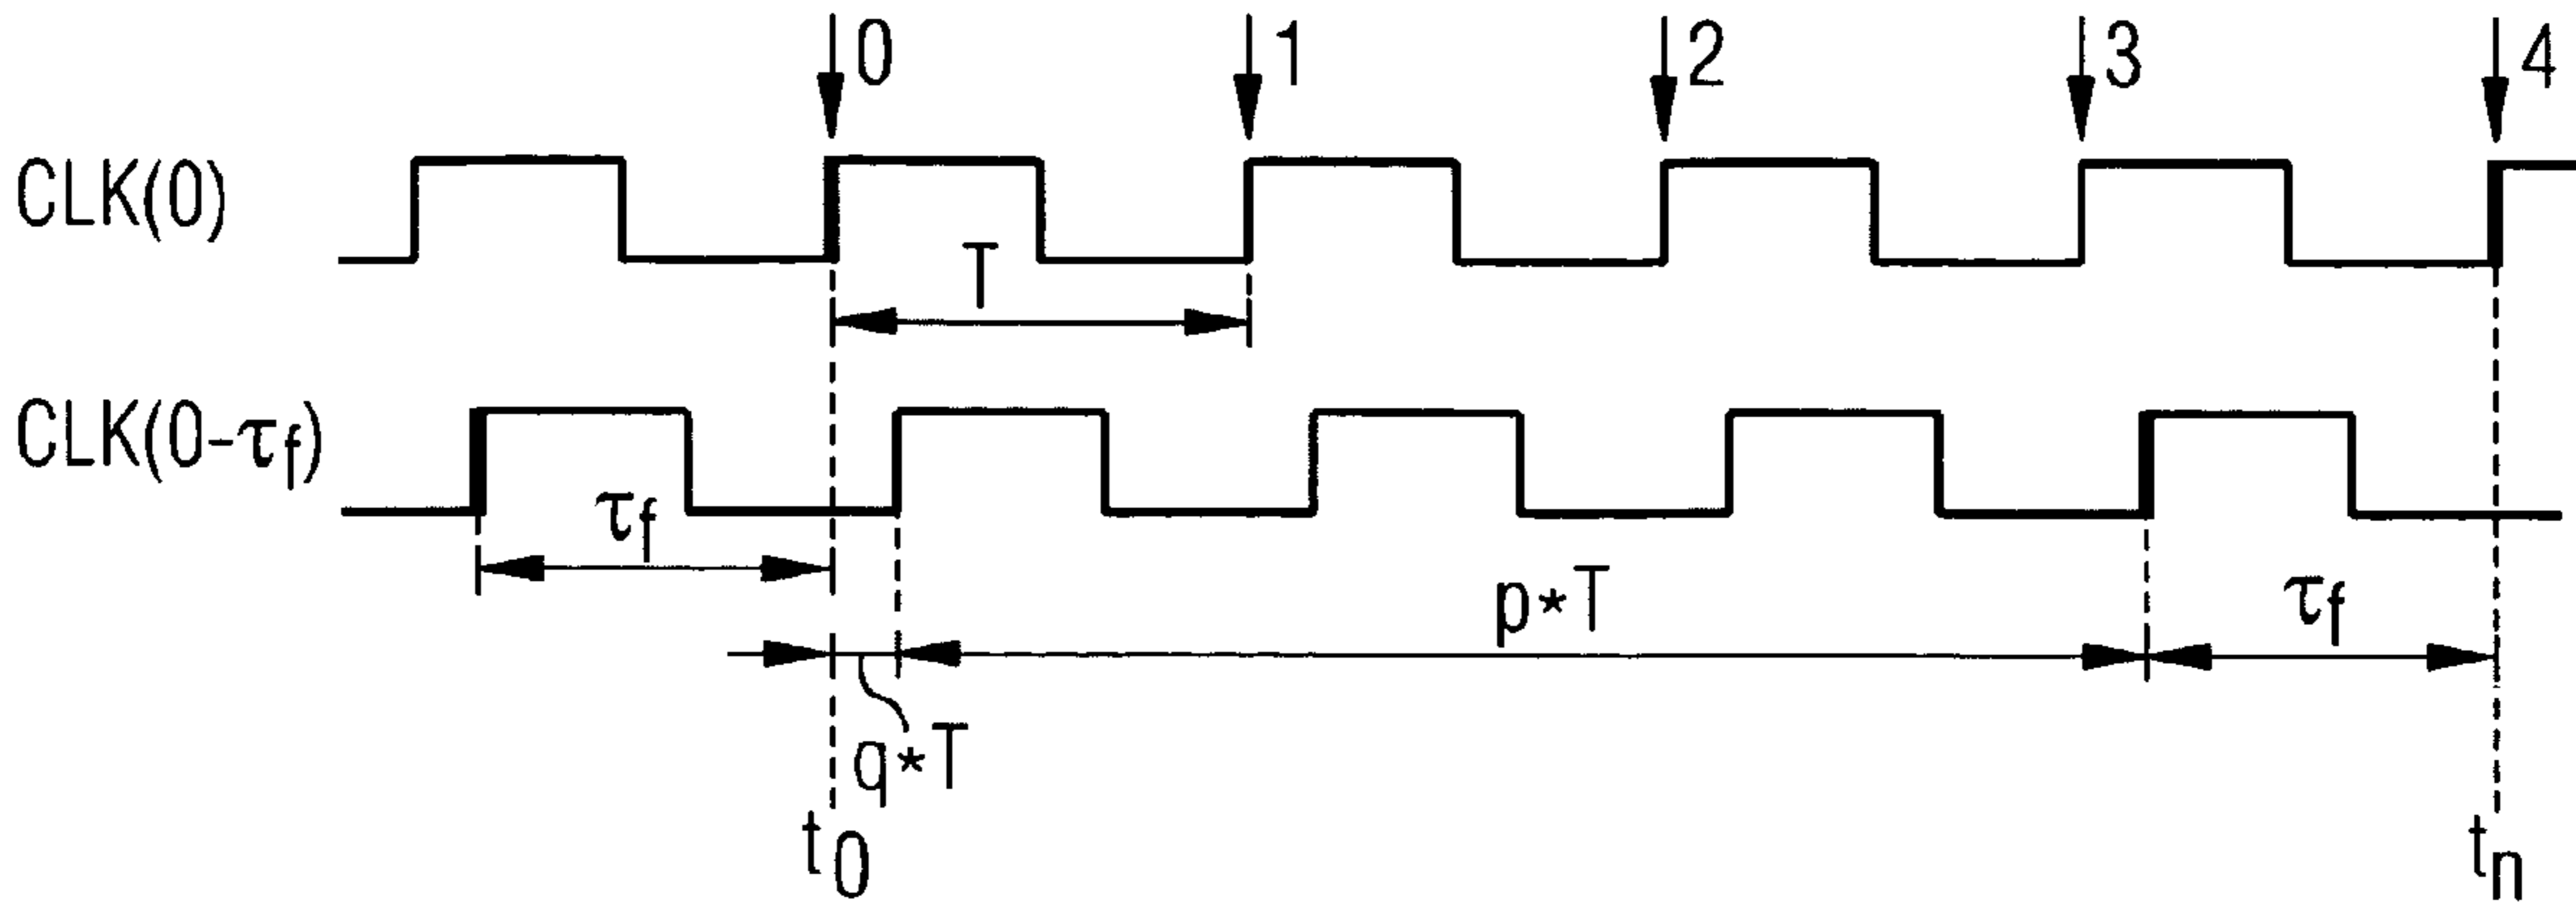 0 1 2 3 4
CLK(0)
T
CLK(0-τf)
τf
p*T
τf
q*T
t0
tn